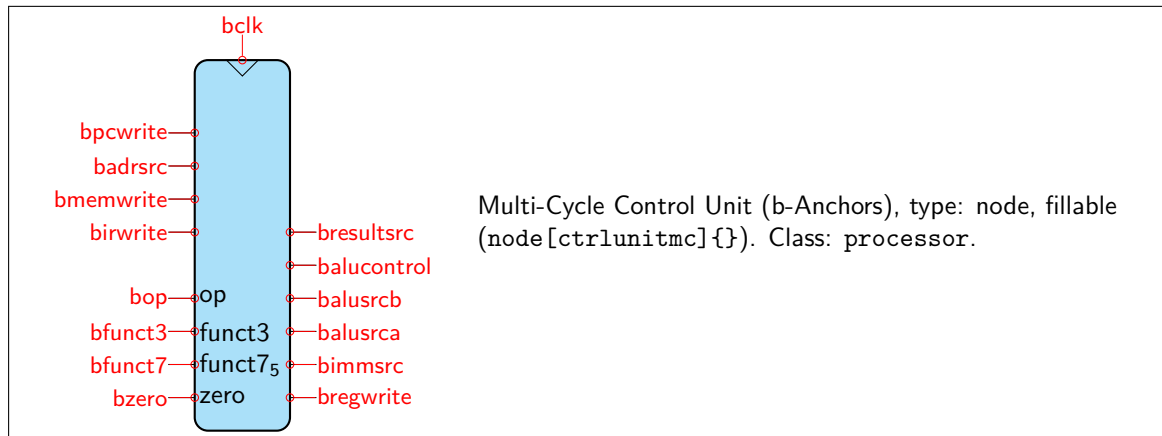 bclk
bpcwrite
badrsrc
bmemwrite
birwrite
bresultsrc
balucontrol
bop
op
balusrcb
bfunct3
funct3
balusrca
bfunct7
funct7₅
bimmsrc
bzero
zero
bregwrite
Multi-Cycle Control Unit (b-Anchors), type: node, fillable
(node[ctrlunitmc]{}). Class: processor.